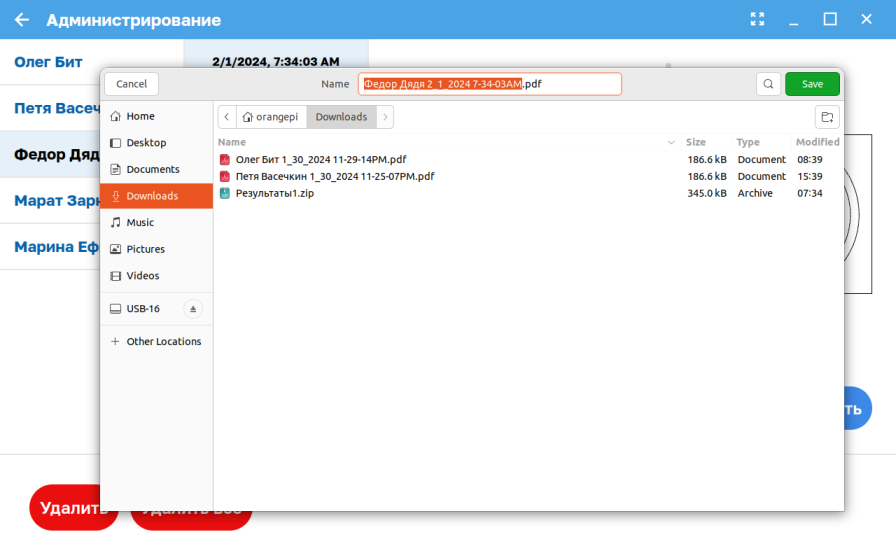 Администрирование
Олег Бит
2/1/2024, 7:34:03 AM
Петя Васеч
Федор Дяд
Марат Зар
Марина Еф
Cancel
Name
Федор Дядя 2_1_2024 7-34-03AM.pdf
Save
Home
Desktop
Documents
Downloads
Music
Pictures
Videos
USB-16
Other Locations
orangepi
Downloads
Name Size Type Modified
Олег Бит 1_30_2024 11-29-14PM.pdf 186.6 kB Document 08:39
Петя Васечкин 1_30_2024 11-25-07PM.pdf 186.6 kB Document 15:39
Результаты1.zip 345.0 kB Archive 07:34
ть
Удалить
Удалить все